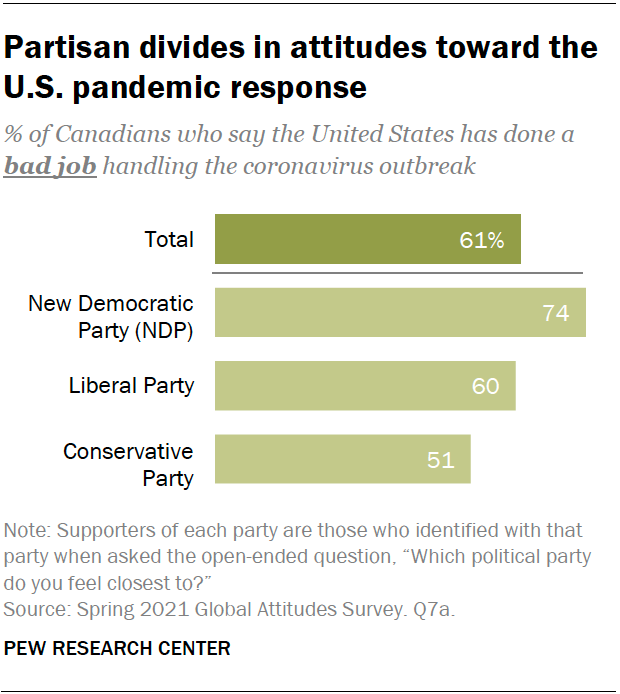 Partisan divides in attitudes toward the
U.S. pandemic response
% of Canadians who say the United States has done a
bad job handling the coronavirus outbreak
Total 61%
New Democratic
Party (NDP) 74
Liberal Party 60
Conservative
Party 51
Note: Supporters of each party are those who identified with that
party when asked the open-ended question, “Which political party
do you feel closest to?”
Source: Spring 2021 Global Attitudes Survey. Q7a.
PEW RESEARCH CENTER